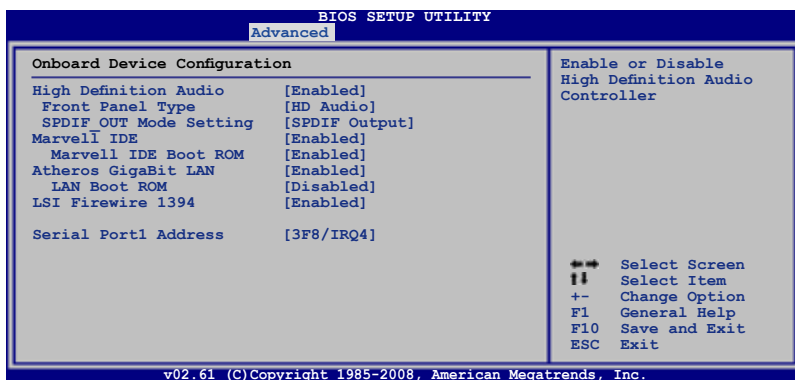 BIOS SETUP UTILITY
Advanced
Onboard Device Configuration
High Definition Audio [Enabled]
Front Panel Type [HD Audio]
SPDIF_OUT Mode Setting [SPDIF Output]
Marvell IDE [Enabled]
Marvell IDE Boot ROM [Enabled]
Atheros GigaBit LAN [Enabled]
LAN Boot ROM [Disabled]
LSI Firewire 1394 [Enabled]
Serial Port1 Address [3F8/IRQ4]
Enable or Disable
High Definition Audio
Controller
←→ Select Screen
↑↓ Select Item
+- Change Option
F1 General Help
F10 Save and Exit
ESC Exit
v02.61 (C)Copyright 1985-2008, American Megatrends, Inc.